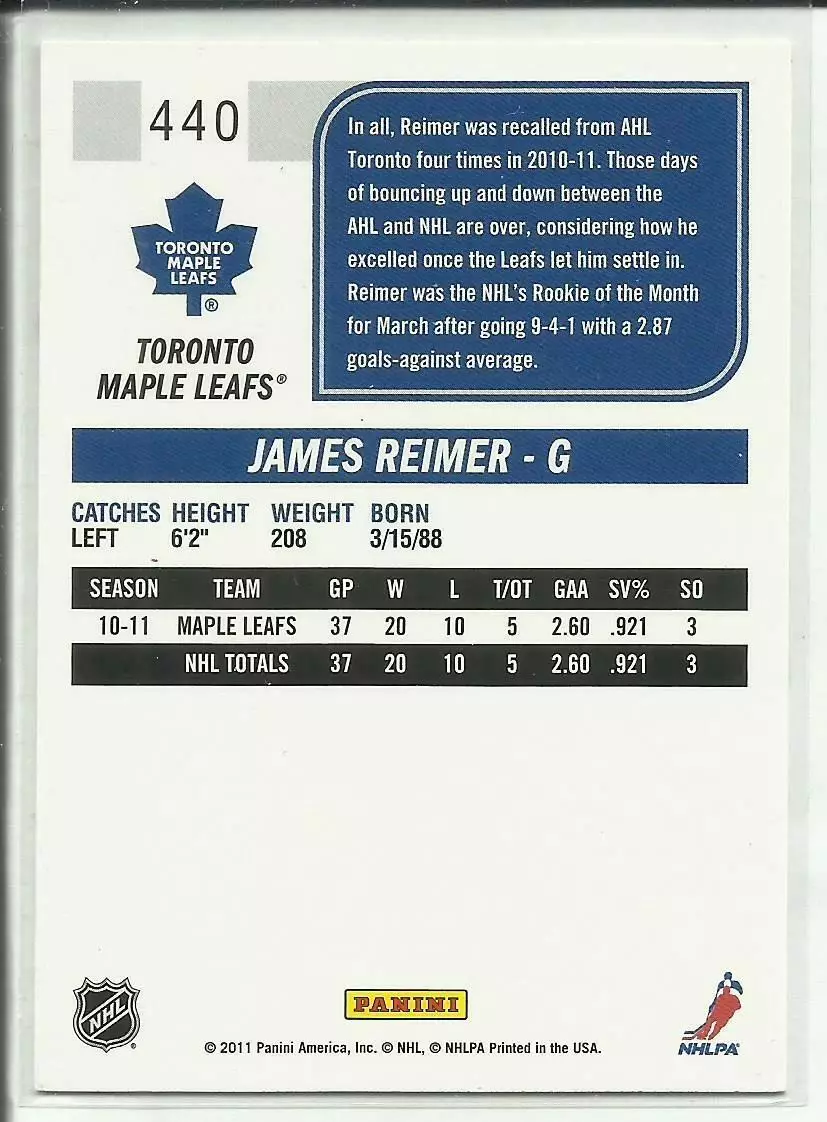 440
In all, Reimer was recalled from AHL
Toronto four times in 2010-11. Those days
of bouncing up and down between the
AHL and NHL are over, considering how he
excelled once the Leafs let him settle in.
Reimer was the NHL's Rookie of the Month
for March after going 9-4-1 with a 2.87
goals-against average.
TORONTO
MAPLE
LEAFS
®
TORONTO
MAPLE LEAFS®
JAMES REIMER - G
CATCHES HEIGHT WEIGHT BORN
LEFT 6'2" 208 3/15/88
SEASON TEAM GP W L T/OT GAA SV% SO
10-11 MAPLE LEAFS 37 20 10 5 2.60 .921 3
NHL TOTALS 37 20 10 5 2.60 .921 3
NHL
PANINI
NHLPA
© 2011 Panini America, Inc. © NHL, © NHLPA Printed in the USA.